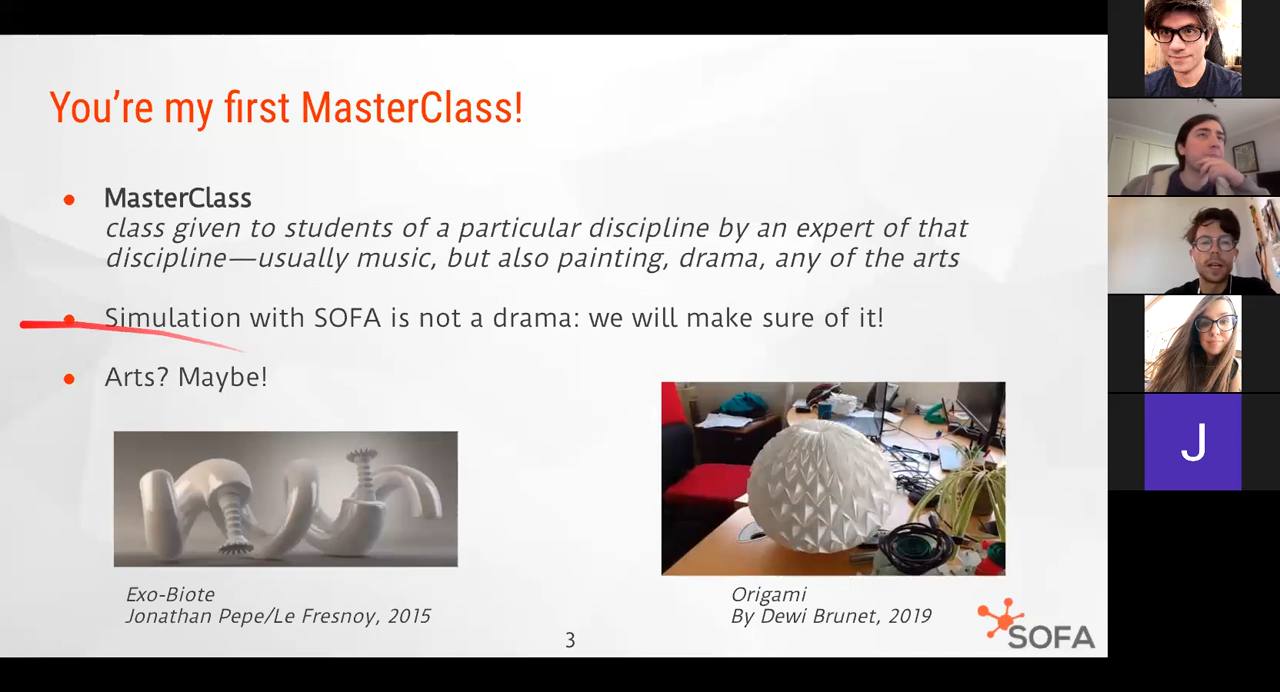 You're my first MasterClass!
MasterClass
class given to students of a particular discipline by an expert of that
discipline—usually music, but also painting, drama, any of the arts
Simulation with SOFA is not a drama: we will make sure of it!
Arts? Maybe!
Exo-Biote
Jonathan Pepe/Le Fresnoy, 2015
Origami
By Dewi Brunet, 2019
3
SOFA
J